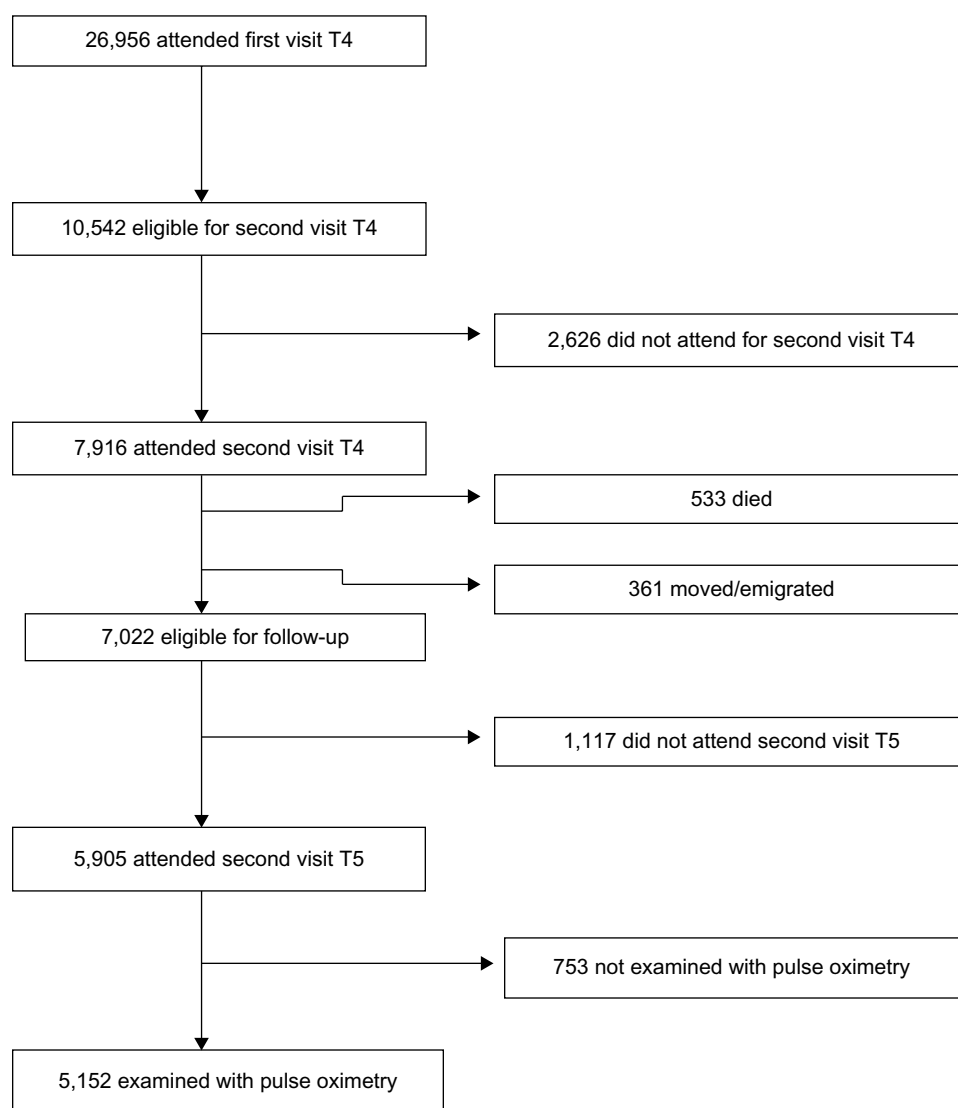 26,956 attended first visit T4
10,542 eligible for second visit T4
2,626 did not attend for second visit T4
7,916 attended second visit T4
533 died
361 moved/emigrated
7,022 eligible for follow-up
1,117 did not attend second visit T5
5,905 attended second visit T5
753 not examined with pulse oximetry
5,152 examined with pulse oximetry